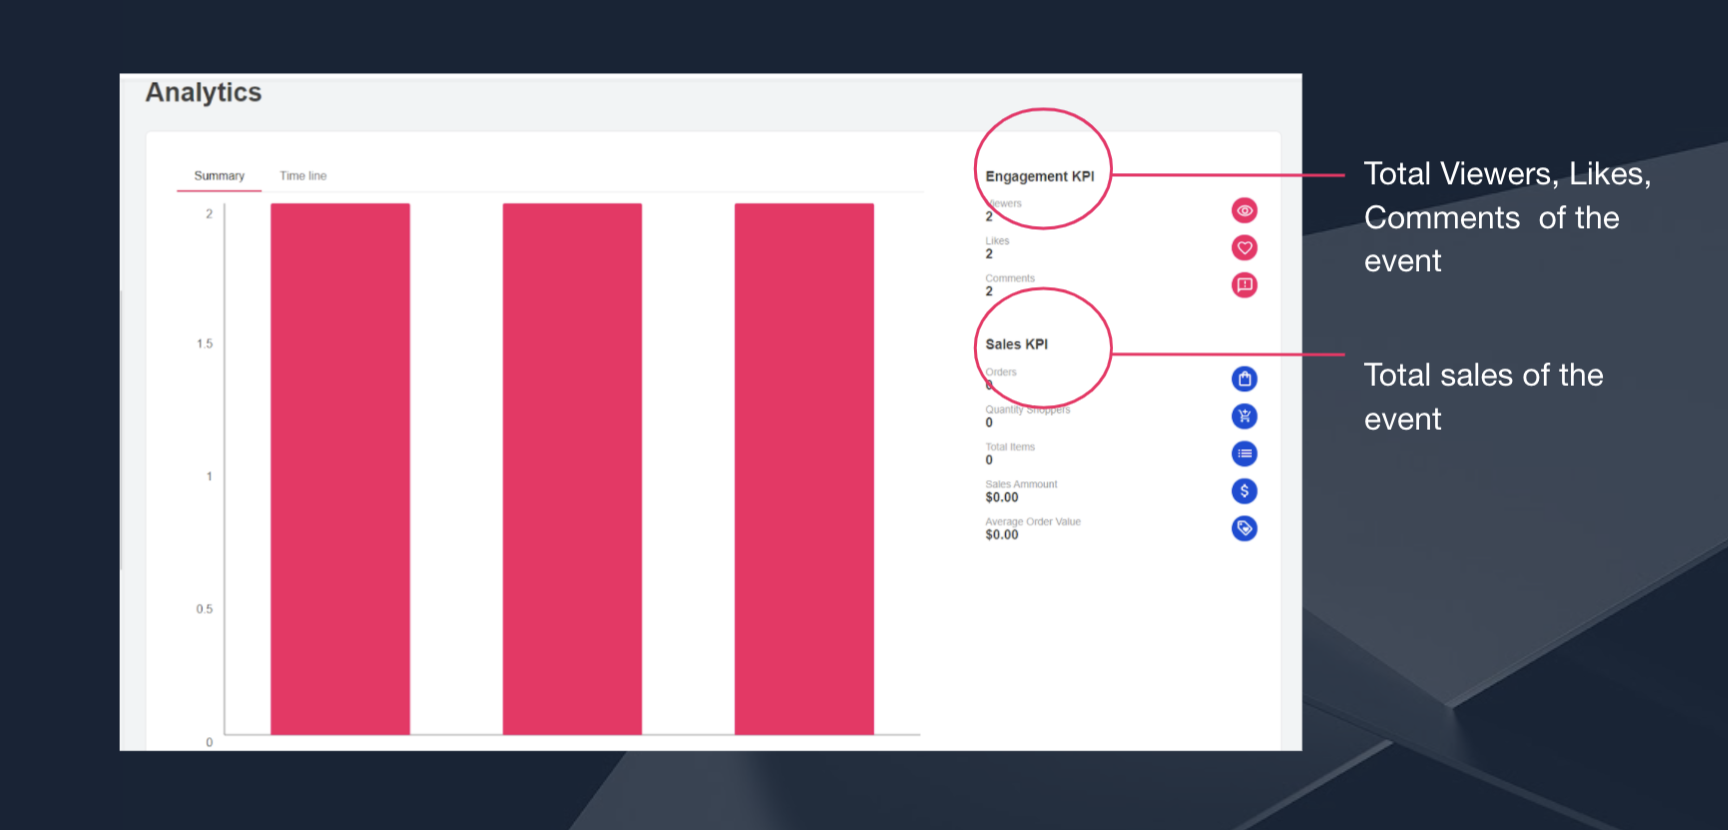 Analytics
Summary
Time line
2
1.5
1
0.5
0
Engagement KPI
Viewers
2
Likes
2
Comments
2
Sales KPI
Orders
0
Quantity Shoppers
0
Total Items
0
Sales Ammount
$0.00
Average Order Value
$0.00
Total Viewers, Likes,
Comments of the
event
Total sales of the
event